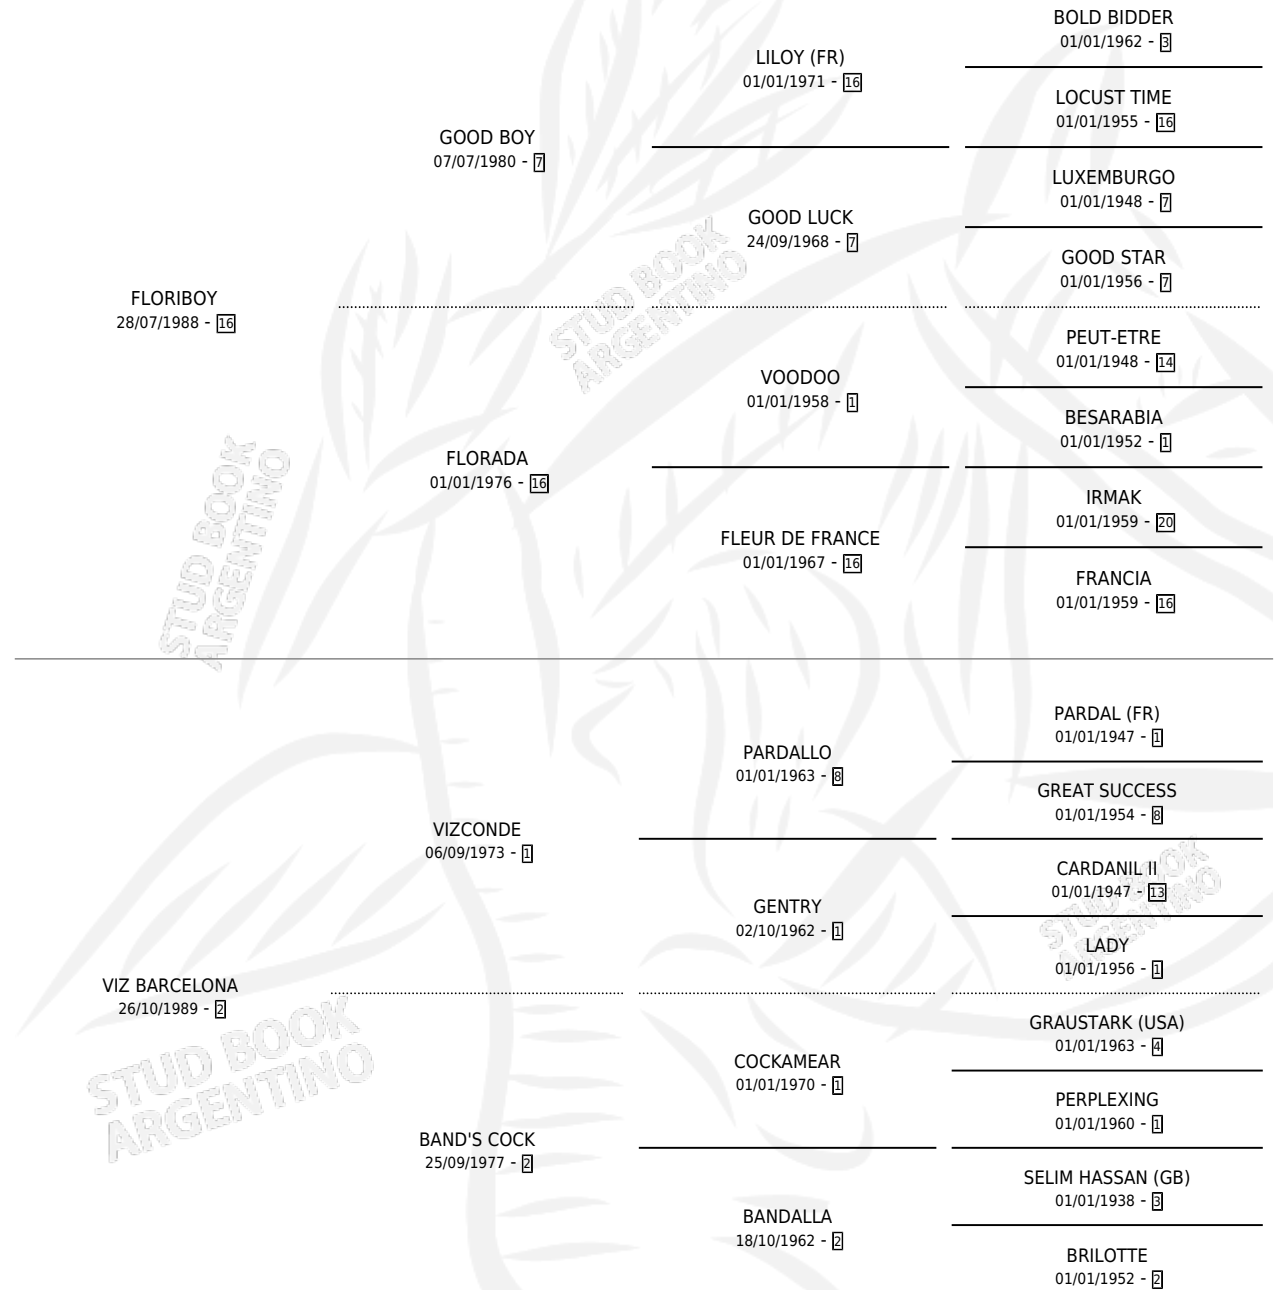 BOLD BIDDER
01/01/1962 - 3
LILOY (FR)
01/01/1971 - 16
LOCUST TIME
01/01/1955 - 16
GOOD BOY
07/07/1980 - 7
LUXEMBURGO
01/01/1948 - 7
GOOD LUCK
24/09/1968 - 7
GOOD STAR
01/01/1956 - 7
FLORIBOY
28/07/1988 - 16
PEUT-ETRE
01/01/1948 - 14
VOODOO
01/01/1958 - 1
BESARABIA
01/01/1952 - 1
FLORADA
01/01/1976 - 16
IRMAK
01/01/1959 - 20
FLEUR DE FRANCE
01/01/1967 - 16
FRANCIA
01/01/1959 - 16
PARDAL (FR)
01/01/1947 - 1
PARDALLO
01/01/1963 - 8
GREAT SUCCESS
01/01/1954 - 8
VIZCONDE
06/09/1973 - 1
CARDANIL II
01/01/1947 - 13
GENTRY
02/10/1962 - 1
LADY
01/01/1956 - 1
VIZ BARCELONA
26/10/1989 - 2
GRAUSTARK (USA)
01/01/1963 - 4
COCKAMEAR
01/01/1970 - 1
PERPLEXING
01/01/1960 - 1
BAND'S COCK
25/09/1977 - 2
SELIM HASSAN (GB)
01/01/1938 - 3
BANDALLA
18/10/1962 - 2
BRILOTTE
01/01/1952 - 2
STUD BOOK
ARGENTINO
STUD BOOK
ARGENTINO
STUD BOOK
ARGENTINO
STUD BOOK
ARGENTINO